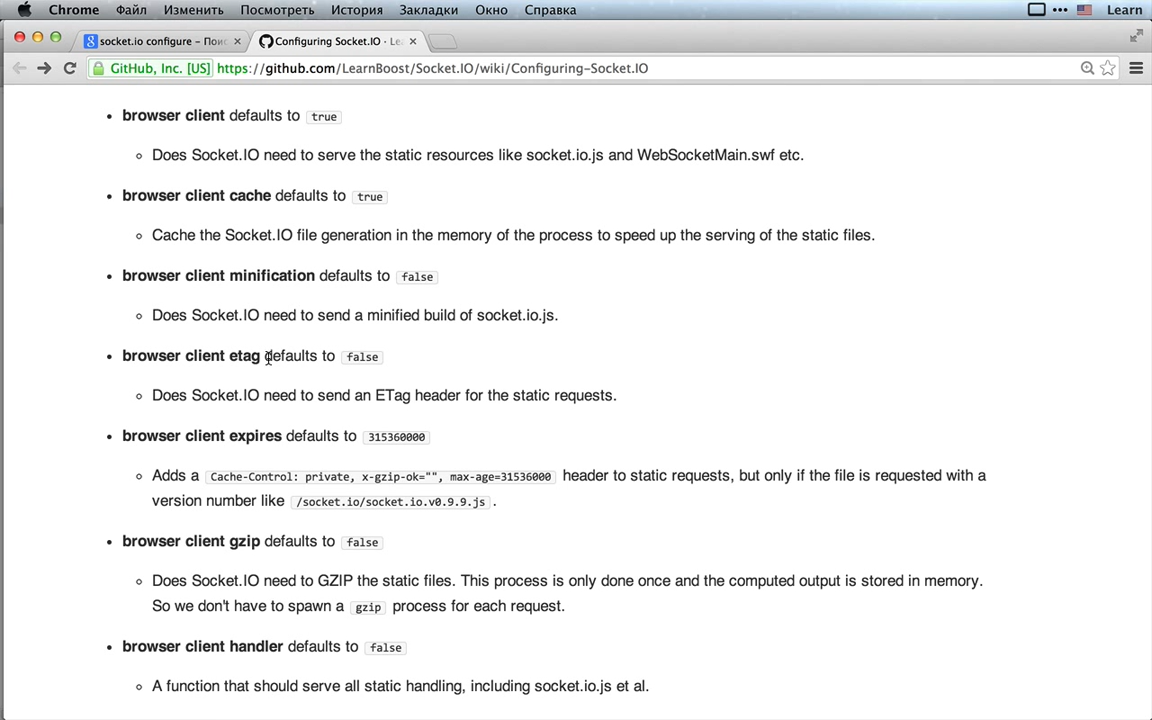 Chrome Файл Изменить Посмотреть История Закладки Окно Справка Learn
socket.io configure – Пои
Configuring Socket.IO · Le
GitHub, Inc. [US] https://github.com/LearnBoost/Socket.IO/wiki/Configuring-Socket.IO
browser client defaults to true
Does Socket.IO need to serve the static resources like socket.io.js and WebSocketMain.swf etc.
browser client cache defaults to true
Cache the Socket.IO file generation in the memory of the process to speed up the serving of the static files.
browser client minification defaults to false
Does Socket.IO need to send a minified build of socket.io.js.
browser client etag defaults to false
Does Socket.IO need to send an ETag header for the static requests.
browser client expires defaults to 315360000
Adds a Cache-Control: private, x-gzip-ok="", max-age=31536000 header to static requests, but only if the file is requested with a
version number like /socket.io/socket.io.v0.9.9.js .
browser client gzip defaults to false
Does Socket.IO need to GZIP the static files. This process is only done once and the computed output is stored in memory.
So we don't have to spawn a gzip process for each request.
browser client handler defaults to false
A function that should serve all static handling, including socket.io.js et al.